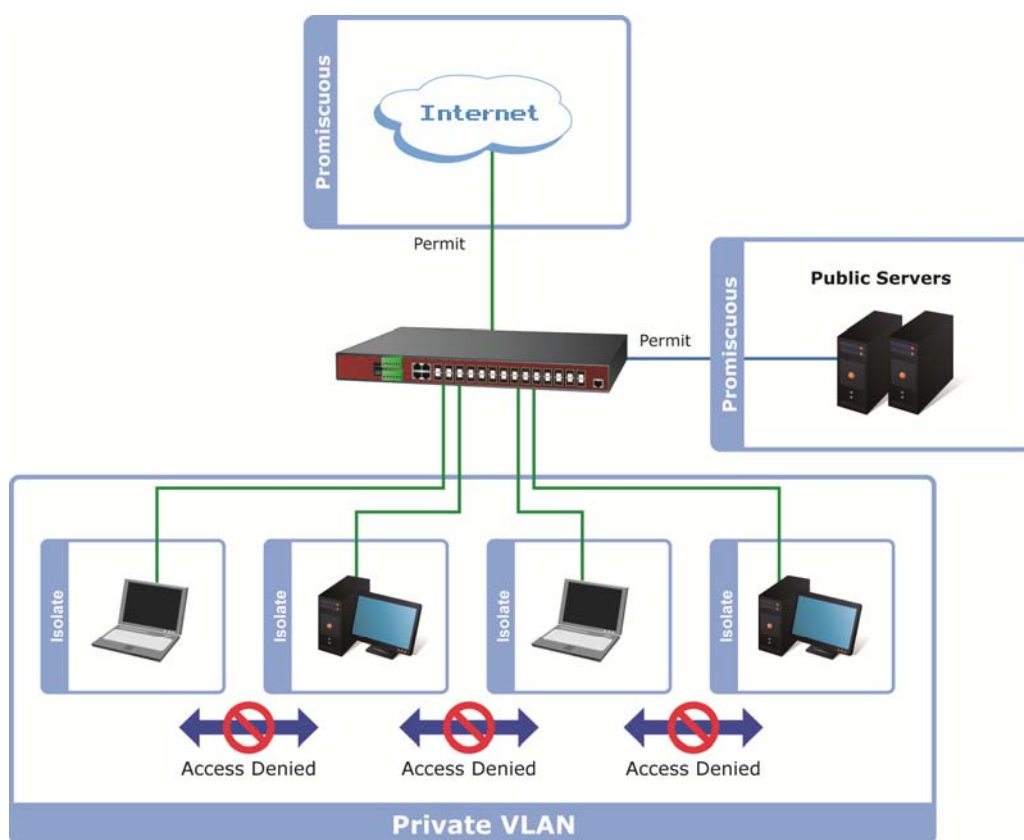 Promiscuous
Internet
Permit
Promiscuous
Public Servers
Permit
Isolate
Isolate
Isolate
Isolate
Access Denied
Access Denied
Access Denied
Private VLAN